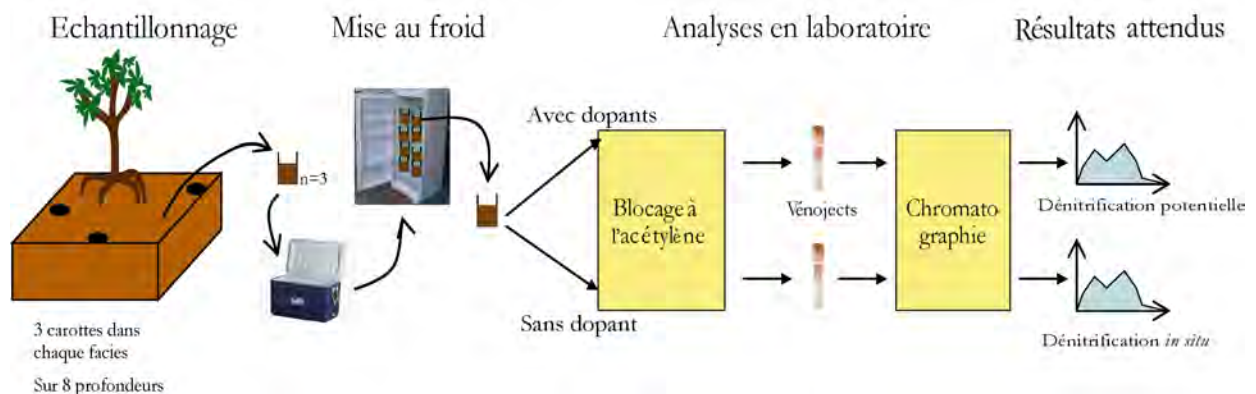 Echantillonnage
Mise au froid
Analyses en laboratoire
Résultats attendus
n=3
3 carottes dans
chaque facies
Sur 8 profondeurs
Avec dopants
Sans dopant
Blocage à
l'acétylène
Vénojects
Chromato
graphie
Dénitrification potentielle
Dénitrification in situ